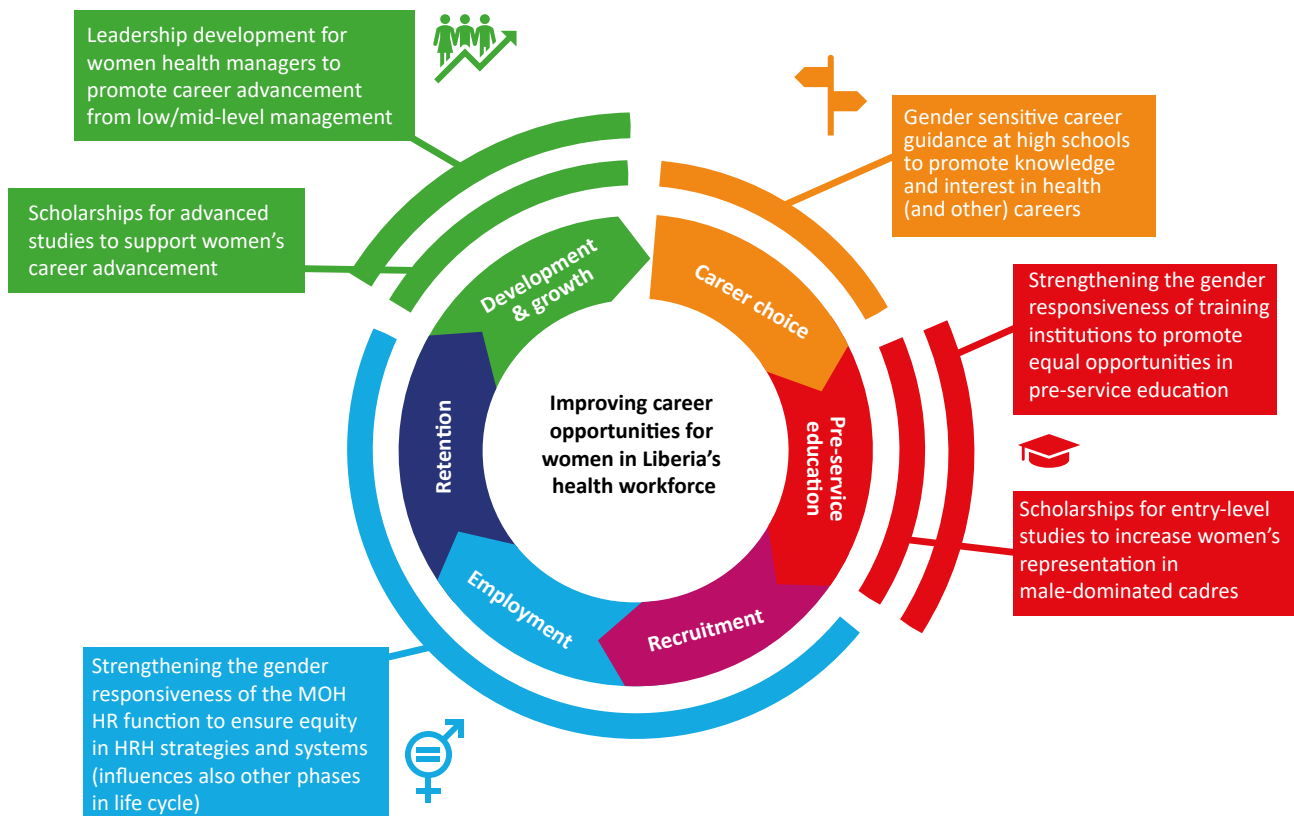 Leadership development for
women health managers to
promote career advancement
from low/mid-level management
Scholarships for advanced
studies to support women's
career advancement
Gender sensitive career
guidance at high schools
to promote knowledge
and interest in health
(and other) careers
Strengthening the gender
responsiveness of training
institutions to promote
equal opportunities in
pre-service education
Scholarships for entry-level
studies to increase women's
representation in
male-dominated cadres
Strengthening the gender
responsiveness of the MOH
HR function to ensure equity
in HRH strategies and systems
(influences also other phases
in life cycle)
Development
& growth
Career choice
Pre-service
education
Recruitment
Employment
Retention
Improving career
opportunities for
women in Liberia's
health workforce